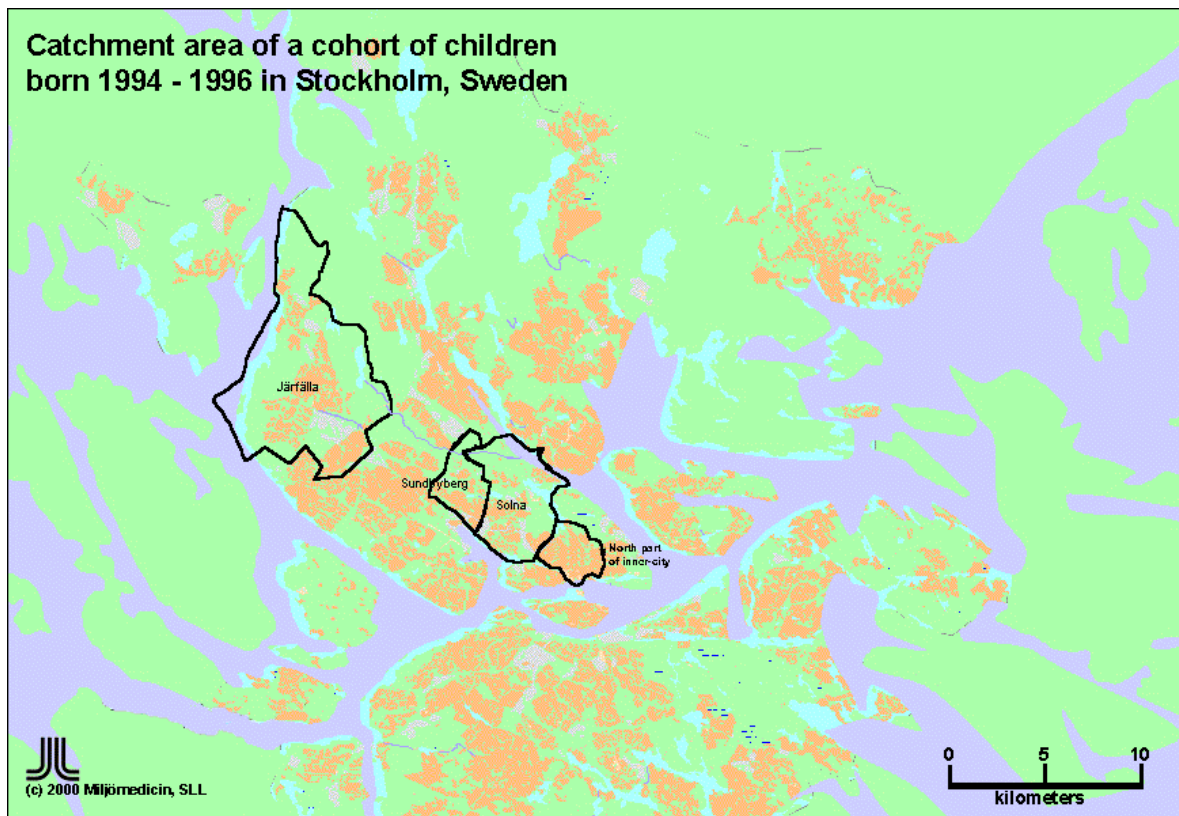 Catchment area of a cohort of children
born 1994 - 1996 in Stockholm, Sweden
Järfälla
Sundbyberg
Solna
North part
of inner-city
0 5 10
kilometers
(c) 2000 Miljömedicin, SLL